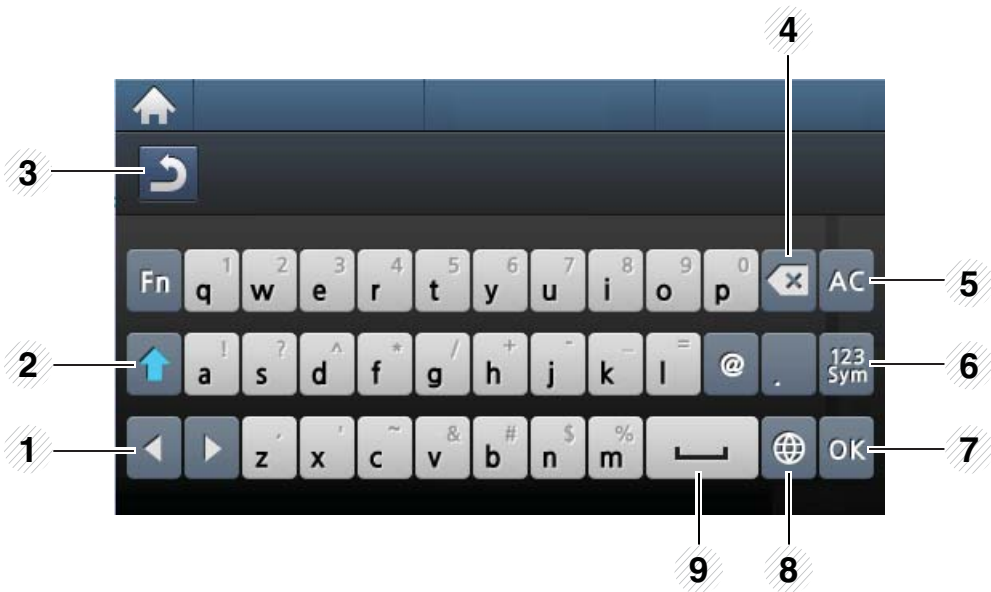 4
3
Fn 1 q 2 w 3 e 4 r 5 t 6 y 7 u 8 i 9 o 0 p AC 5
2 ! a ? s ^ d * f / g + h - j _ k = l @ . 123 Sym 6
1 z ' x ~ c & v # b $ n % m OK 7
9 8